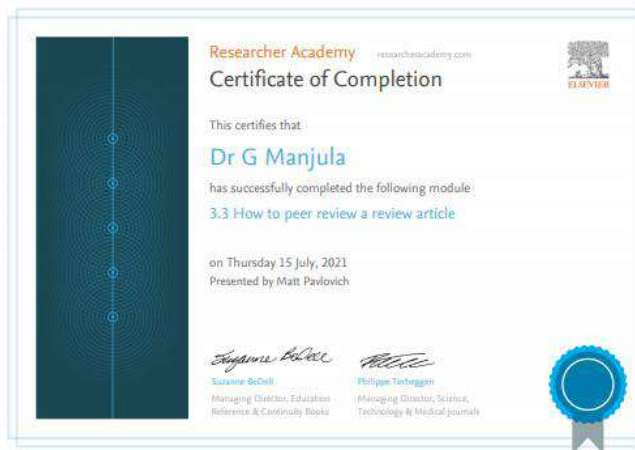 Researcher Academy researcheracademy.com
Certificate of Completion
ELSEVIER
This certifies that
Dr G Manjula
has successfully completed the following module
3.3 How to peer review a review article
on Thursday 15 July, 2021
Presented by Matt Pavlovich
Suzanne BeDell
Suzanne BeDell Philippe Terheggen
Managing Director, Education Managing Director, Science,
Reference & Continuity Books Technology & Medical journals